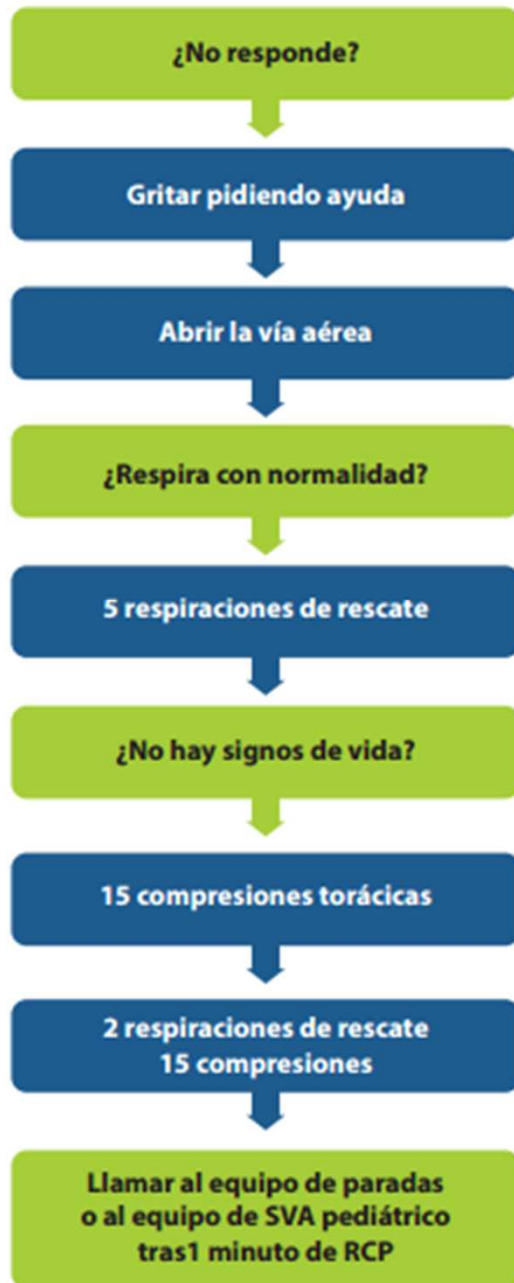 ¿No responde?
Gritar pidiendo ayuda
Abrir la vía aérea
¿Respira con normalidad?
5 respiraciones de rescate
¿No hay signos de vida?
15 compresiones torácicas
2 respiraciones de rescate
15 compresiones
Llamar al equipo de paradas
o al equipo de SVA pediátrico
tras1 minuto de RCP